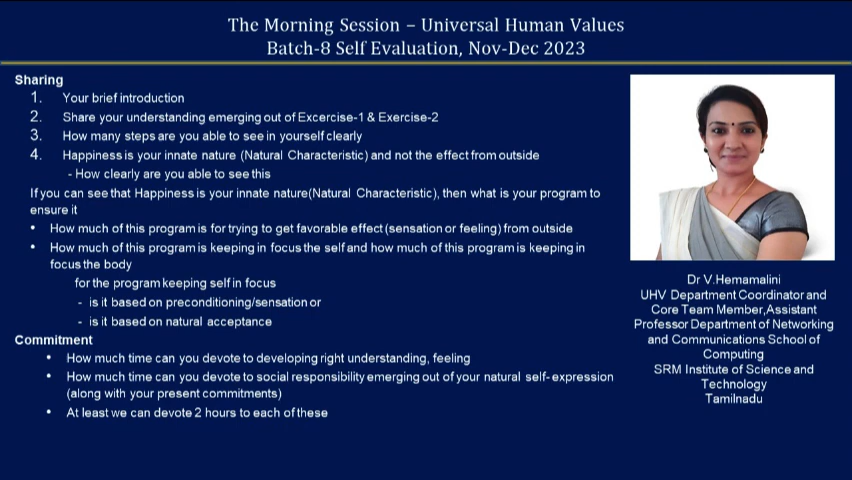 The Morning Session – Universal Human Values
Batch-8 Self Evaluation, Nov-Dec 2023
Sharing
1. Your brief introduction
2. Share your understanding emerging out of Excercise-1 & Exercise-2
3. How many steps are you able to see in yourself clearly
4. Happiness is your innate nature (Natural Characteristic) and not the effect from outside
- How clearly are you able to see this
If you can see that Happiness is your innate nature(Natural Characteristic), then what is your program to
ensure it
• How much of this program is for trying to get favorable effect (sensation or feeling) from outside
• How much of this program is keeping in focus the self and how much of this program is keeping in
focus the body
for the program keeping self in focus
- is it based on preconditioning/sensation or
- is it based on natural acceptance
Commitment
• How much time can you devote to developing right understanding, feeling
• How much time can you devote to social responsibility emerging out of your natural self-expression
(along with your present commitments)
• At least we can devote 2 hours to each of these
Dr V.Hemamalini
UHV Department Coordinator and
Core Team Member,Assistant
Professor Department of Networking
and Communications School of
Computing
SRM Institute of Science and
Technology
Tamilnadu